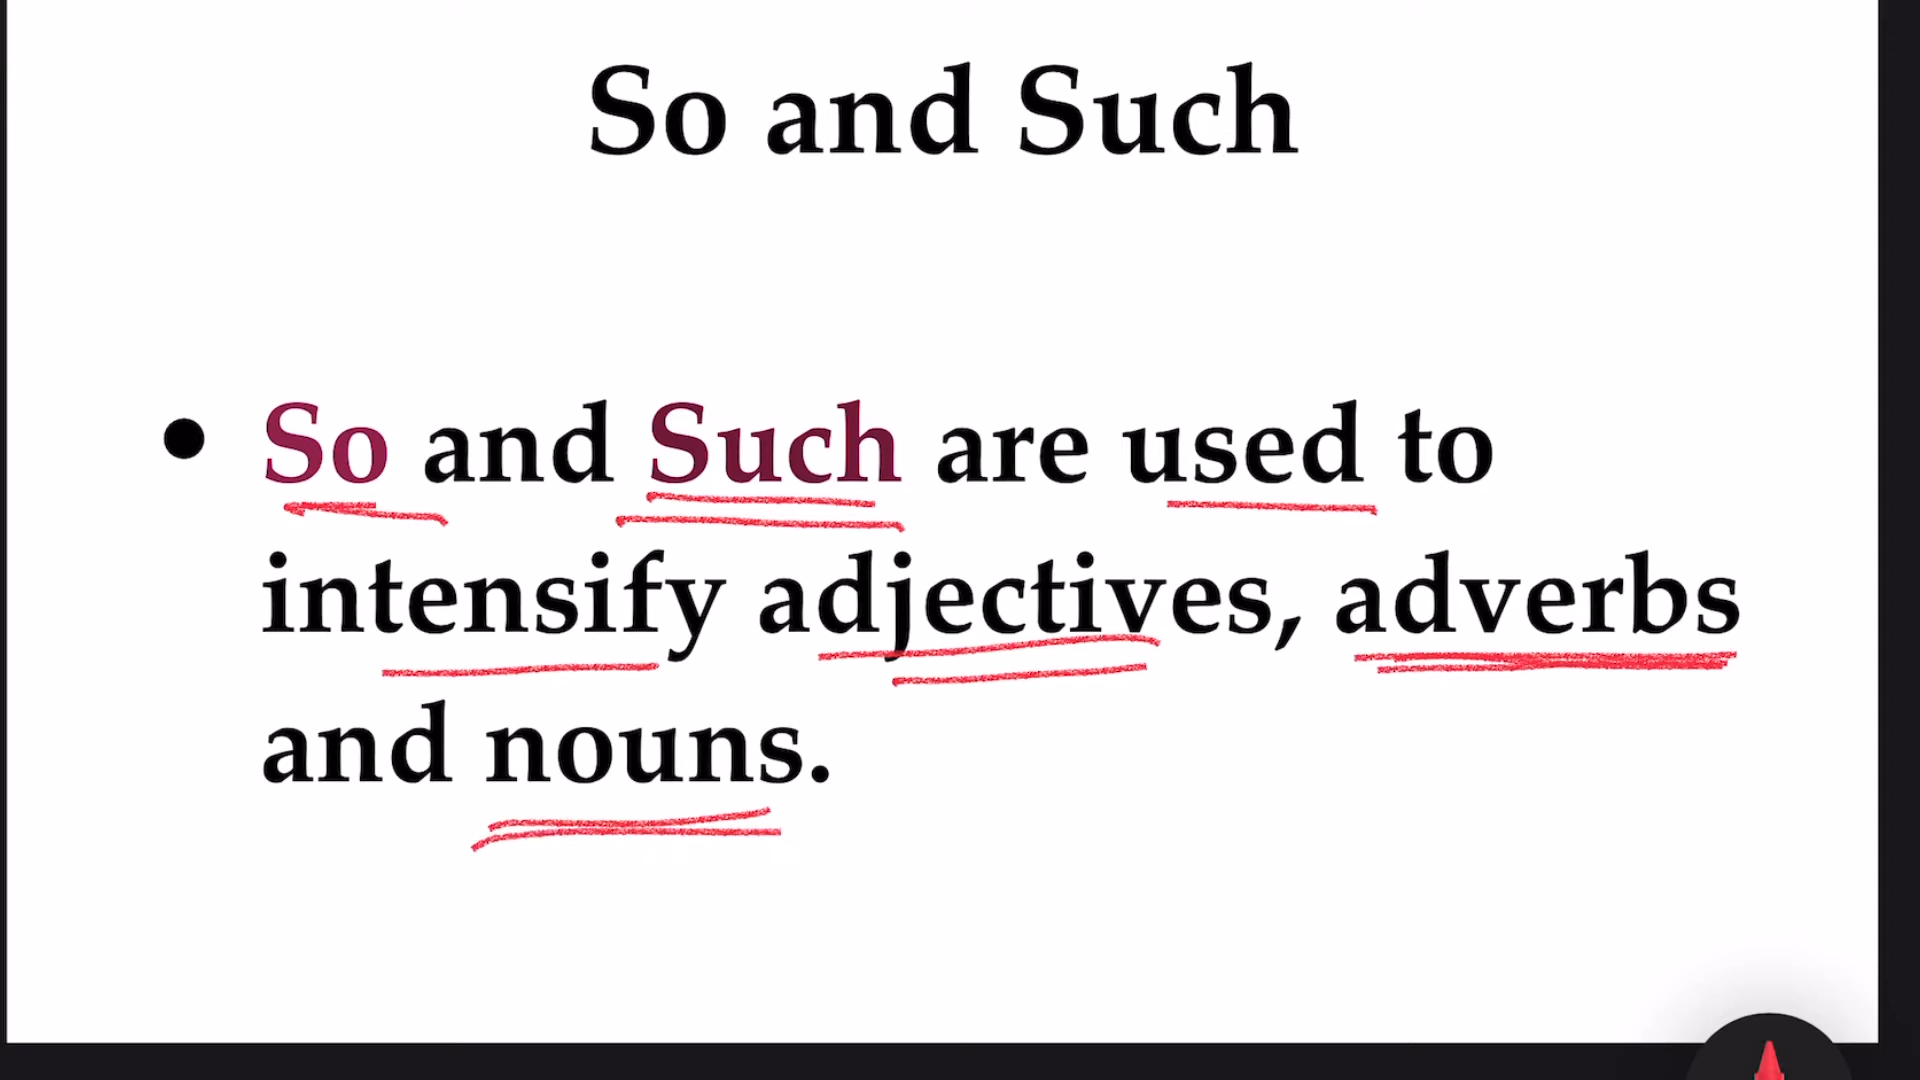 So and Such
• So and Such are used to
intensify adjectives, adverbs
and nouns.